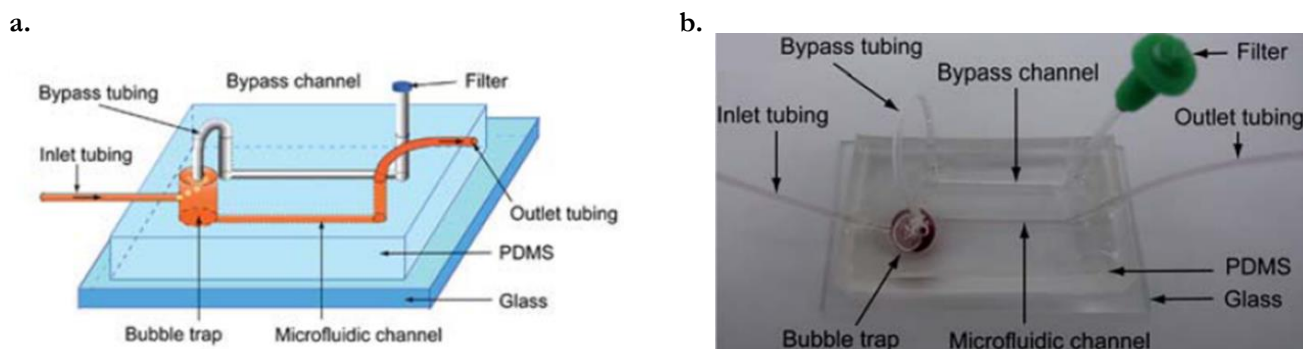 a.
Bypass tubing
Bypass channel
Filter
Inlet tubing
Outlet tubing
PDMS
Glass
Bubble trap
Microfluidic channel
b.
Bypass tubing
Bypass channel
Filter
Inlet tubing
Outlet tubing
PDMS
Glass
Bubble trap
Microfluidic channel